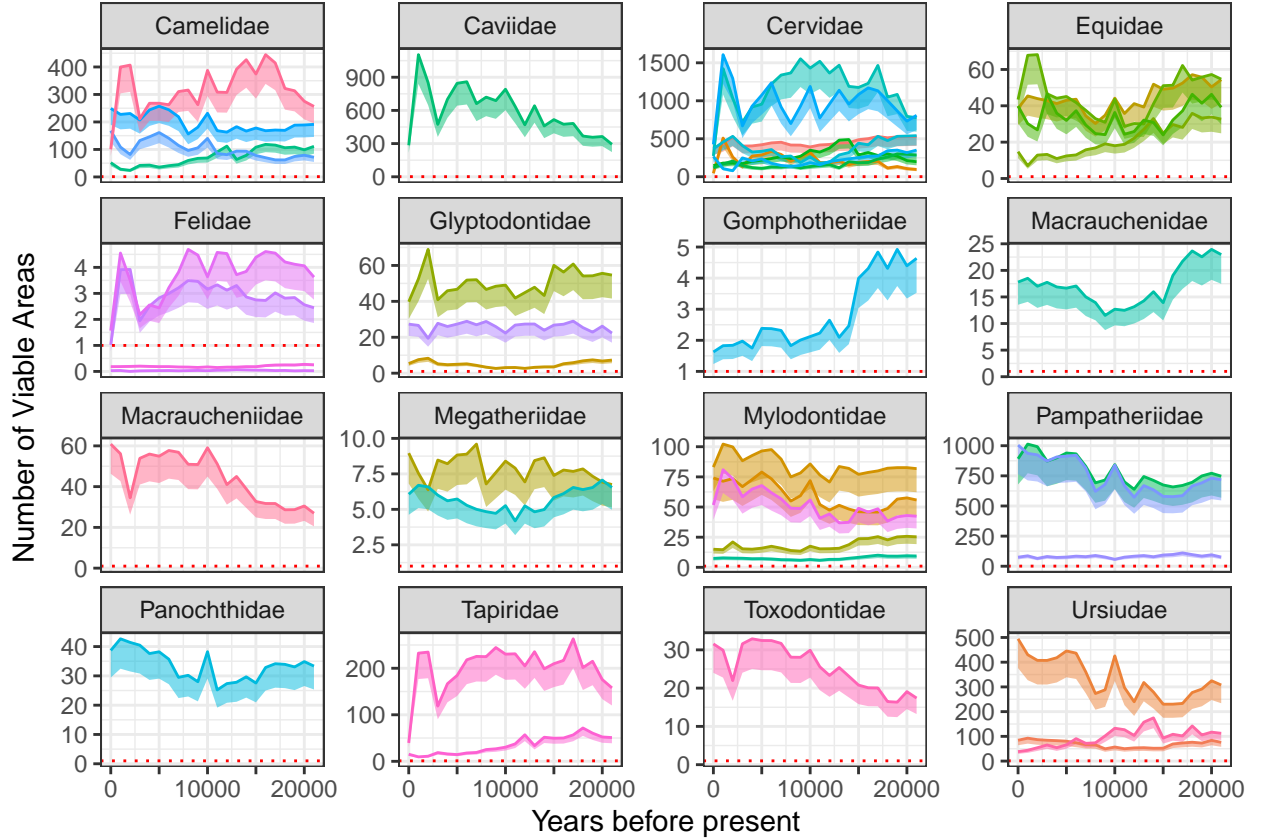 Camelidae Caviidae Cervidae Equidae
400 300 200 100 0
900 600 300 0
1500 1000 500 0
60 40 20 0
Felidae Glyptodontidae Gomphotheriidae Macrauchenidae
4 3 2 1 0
60 40 20 0
5 4 3 2 1
25 20 15 10 5 0
Number of Viable Areas
Macraucheniidae Megatheriidae Mylodontidae Pampatheriidae
60 40 20 0
10.0 7.5 5.0 2.5
100 75 50 25 0
1000 750 500 250 0
Panochthidae Tapiridae Toxodontidae Ursiudae
40 30 20 10 0
200 100 0
30 20 10 0
500 400 300 200 100 0
0 10000 20000 0 10000 20000 0 10000 20000 0 10000 20000
Years before present